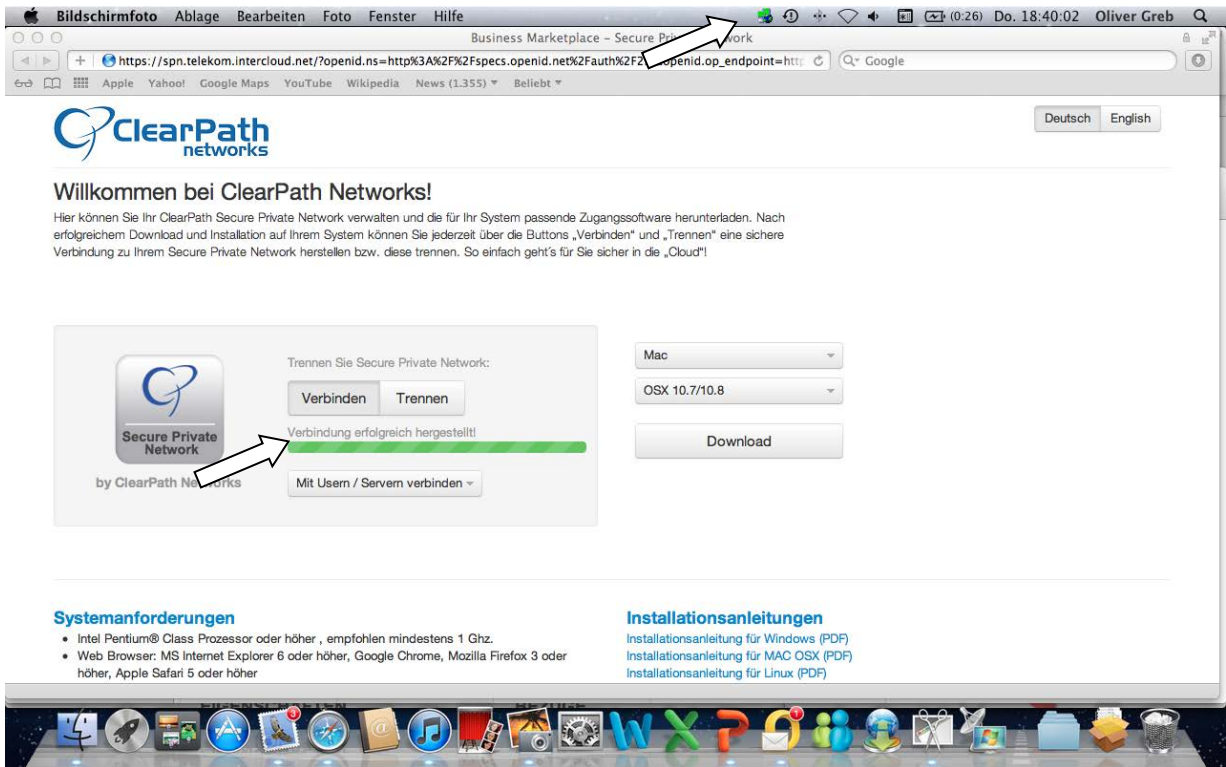 Bildschirmfoto Ablage Bearbeiten Foto Fenster Hilfe (0:26) Do. 18:40:02 Oliver Greb
Business Marketplace – Secure Network
https://spn.telekom.intercloud.net/?openid.ns=http%3A%2F%2Fspecs.openid.net%2Fauth%2F2 openid.op_endpoint=http Google
Apple Yahoo! Google Maps YouTube Wikipedia News (1.355) Beliebt
ClearPath
networks
Deutsch English
Willkommen bei ClearPath Networks!
Hier können Sie Ihr ClearPath Secure Private Network verwalten und die für Ihr System passende Zugangssoftware herunterladen. Nach
erfolgreichem Download und Installation auf Ihrem System können Sie jederzeit über die Buttons „Verbinden" und „Trennen" eine sichere
Verbindung zu Ihrem Secure Private Network herstellen bzw. diese trennen. So einfach geht´s für Sie sicher in die „Cloud"!
Trennen Sie Secure Private Network:
Verbinden Trennen
Verbindung erfolgreich hergestellt!
Mit Usern / Servern verbinden
Secure Private
Network
by ClearPath Networks
Mac
OSX 10.7/10.8
Download
Systemanforderungen
• Intel Pentium® Class Prozessor oder höher , empfohlen mindestens 1 Ghz.
• Web Browser: MS Internet Explorer 6 oder höher, Google Chrome, Mozilla Firefox 3 oder
höher, Apple Safari 5 oder höher
Installationsanleitungen
Installationsanleitung für Windows (PDF)
Installationsanleitung für MAC OSX (PDF)
Installationsanleitung für Linux (PDF)